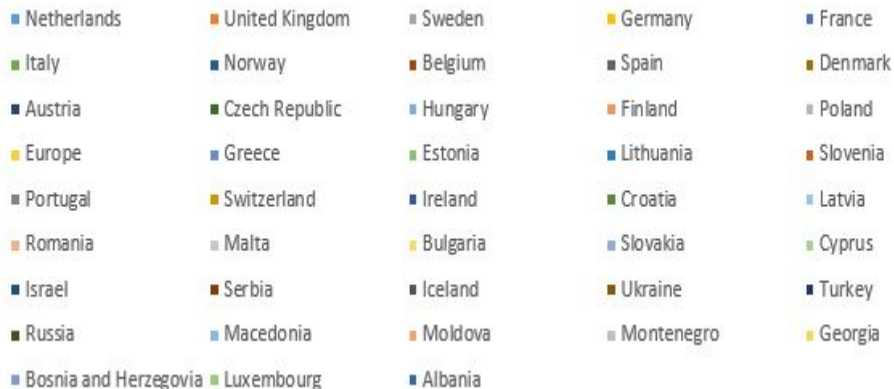 Netherlands United Kingdom Sweden Germany France
Italy Norway Belgium Spain Denmark
Austria Czech Republic Hungary Finland Poland
Europe Greece Estonia Lithuania Slovenia
Portugal Switzerland Ireland Croatia Latvia
Romania Malta Bulgaria Slovakia Cyprus
Israel Serbia Iceland Ukraine Turkey
Russia Macedonia Moldova Montenegro Georgia
Bosnia and Herzegovia Luxembourg Albania